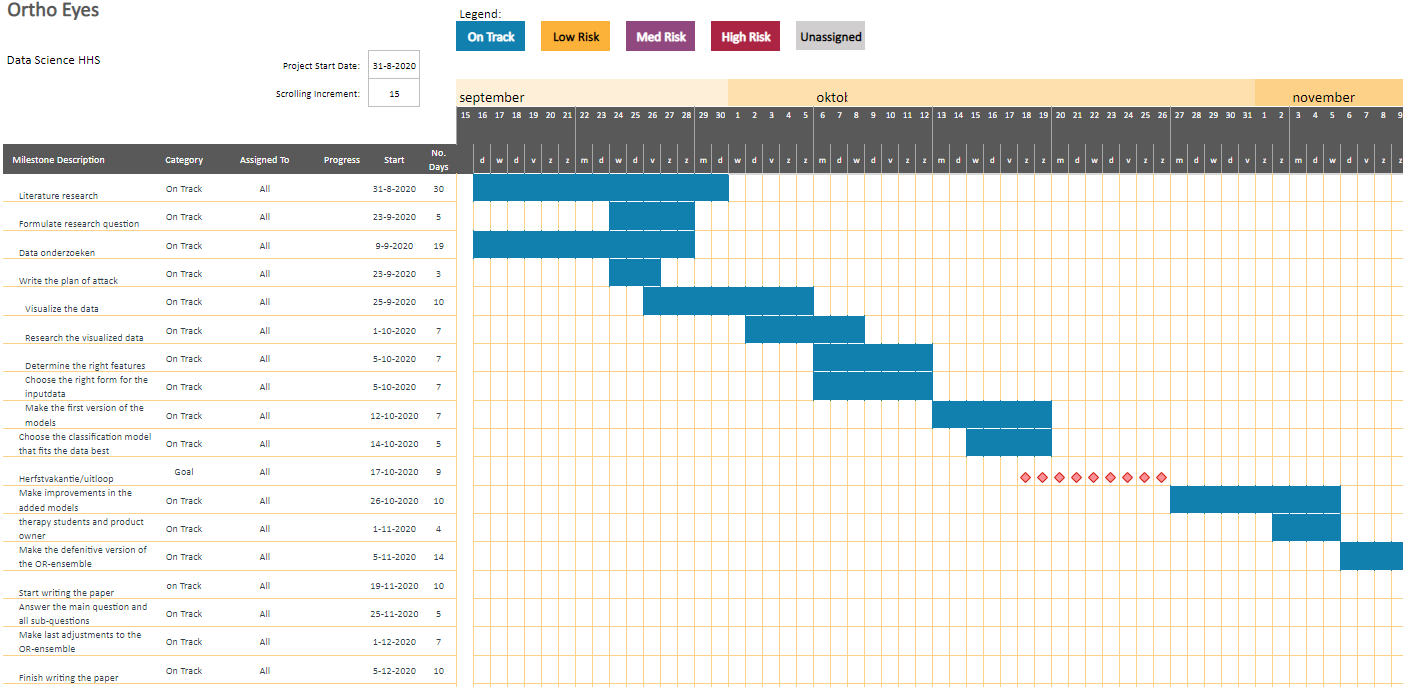 Ortho Eyes
Legend:
On Track Low Risk Med Risk High Risk Unassigned
Data Science HHS
Project Start Date: 31-8-2020
Scrolling Increment: 15
september oktol november
15 16 17 18 19 20 21 22 23 24 25 26 27 28 29 30 1 2 3 4 5 6 7 8 9 10 11 12 13 14 15 16 17 18 19 20 21 22 23 24 25 26 27 28 29 30 31 1 2 3 4 5 6 7 8 9
Milestone Description Category Assigned To Progress Start No. Days
d w d v z z m d w d v z z m d w d v z z m d w d v z z m d w d v z z m d w d v z z m d w d v z z m d w d v z z
Literature research On Track All 31-8-2020 30
Formulate research question On Track All 23-9-2020 5
Data onderzoeken On Track All 9-9-2020 19
Write the plan of attack On Track All 23-9-2020 3
Visualize the data On Track All 25-9-2020 10
Research the visualized data On Track All 1-10-2020 7
Determine the right features On Track All 5-10-2020 7
Choose the right form for the
inputdata On Track All 5-10-2020 7
Make the first version of the
models On Track All 12-10-2020 7
Choose the classification model
that fits the data best On Track All 14-10-2020 5
Herfstvakantie/uitloop Goal All 17-10-2020 9
Make improvements in the
added models On Track All 26-10-2020 10
therapy students and product
owner On Track All 1-11-2020 4
Make the defenitive version of
the OR-ensemble On Track All 5-11-2020 14
Start writing the paper on Track All 19-11-2020 10
Answer the main question and
all sub-questions On Track All 25-11-2020 5
Make last adjustments to the
OR-ensemble On Track All 1-12-2020 7
Finish writing the paper On Track All 5-12-2020 10